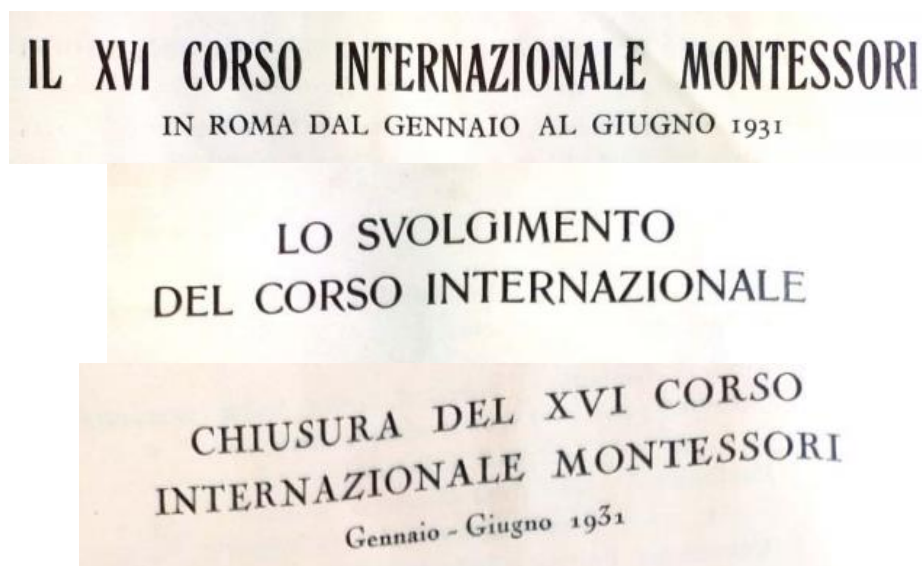 IL XVI CORSO INTERNAZIONALE MONTESSORI
IN ROMA DAL GENNAIO AL GIUGNO 1931
LO SVOLGIMENTO
DEL CORSO INTERNAZIONALE
CHIUSURA DEL XVI CORSO
INTERNAZIONALE MONTESSORI
Gennaio - Giugno 1931